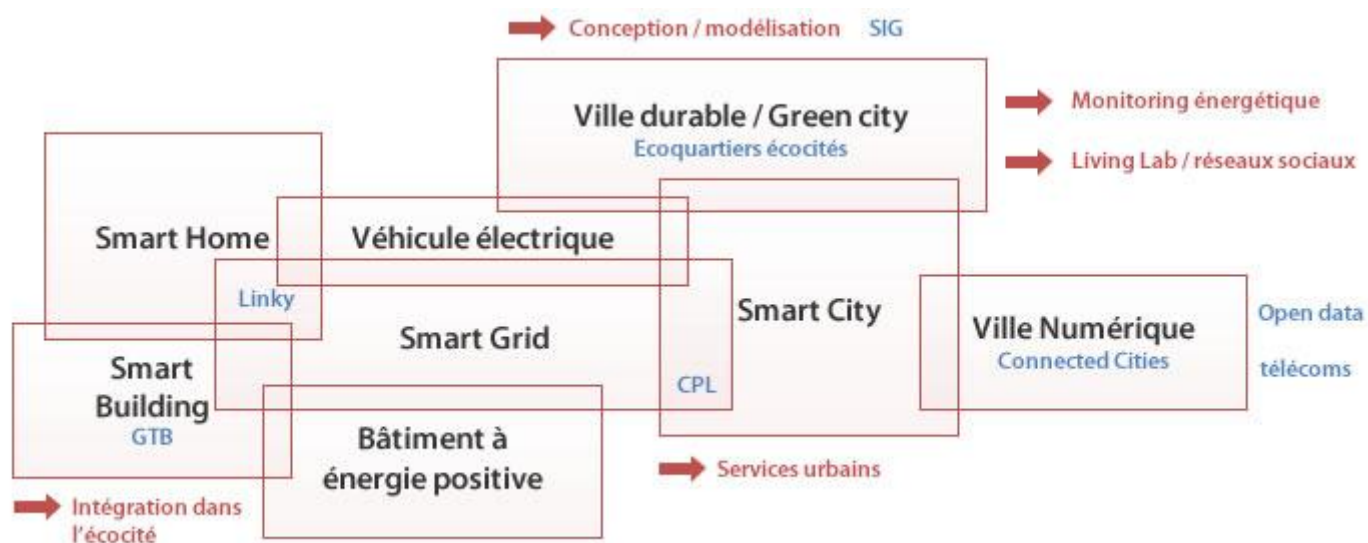 Conception / modélisation SIG
Ville durable / Green city
Ecoquartiers écocités
Monitoring énergétique
Living Lab / réseaux sociaux
Smart Home
Véhicule électrique
Linky
Smart Grid
CPL
Smart City
Ville Numérique
Connected Cities
Open data
télécoms
Smart
Building
GTB
Bâtiment à
énergie positive
Services urbains
Intégration dans
l'écocité